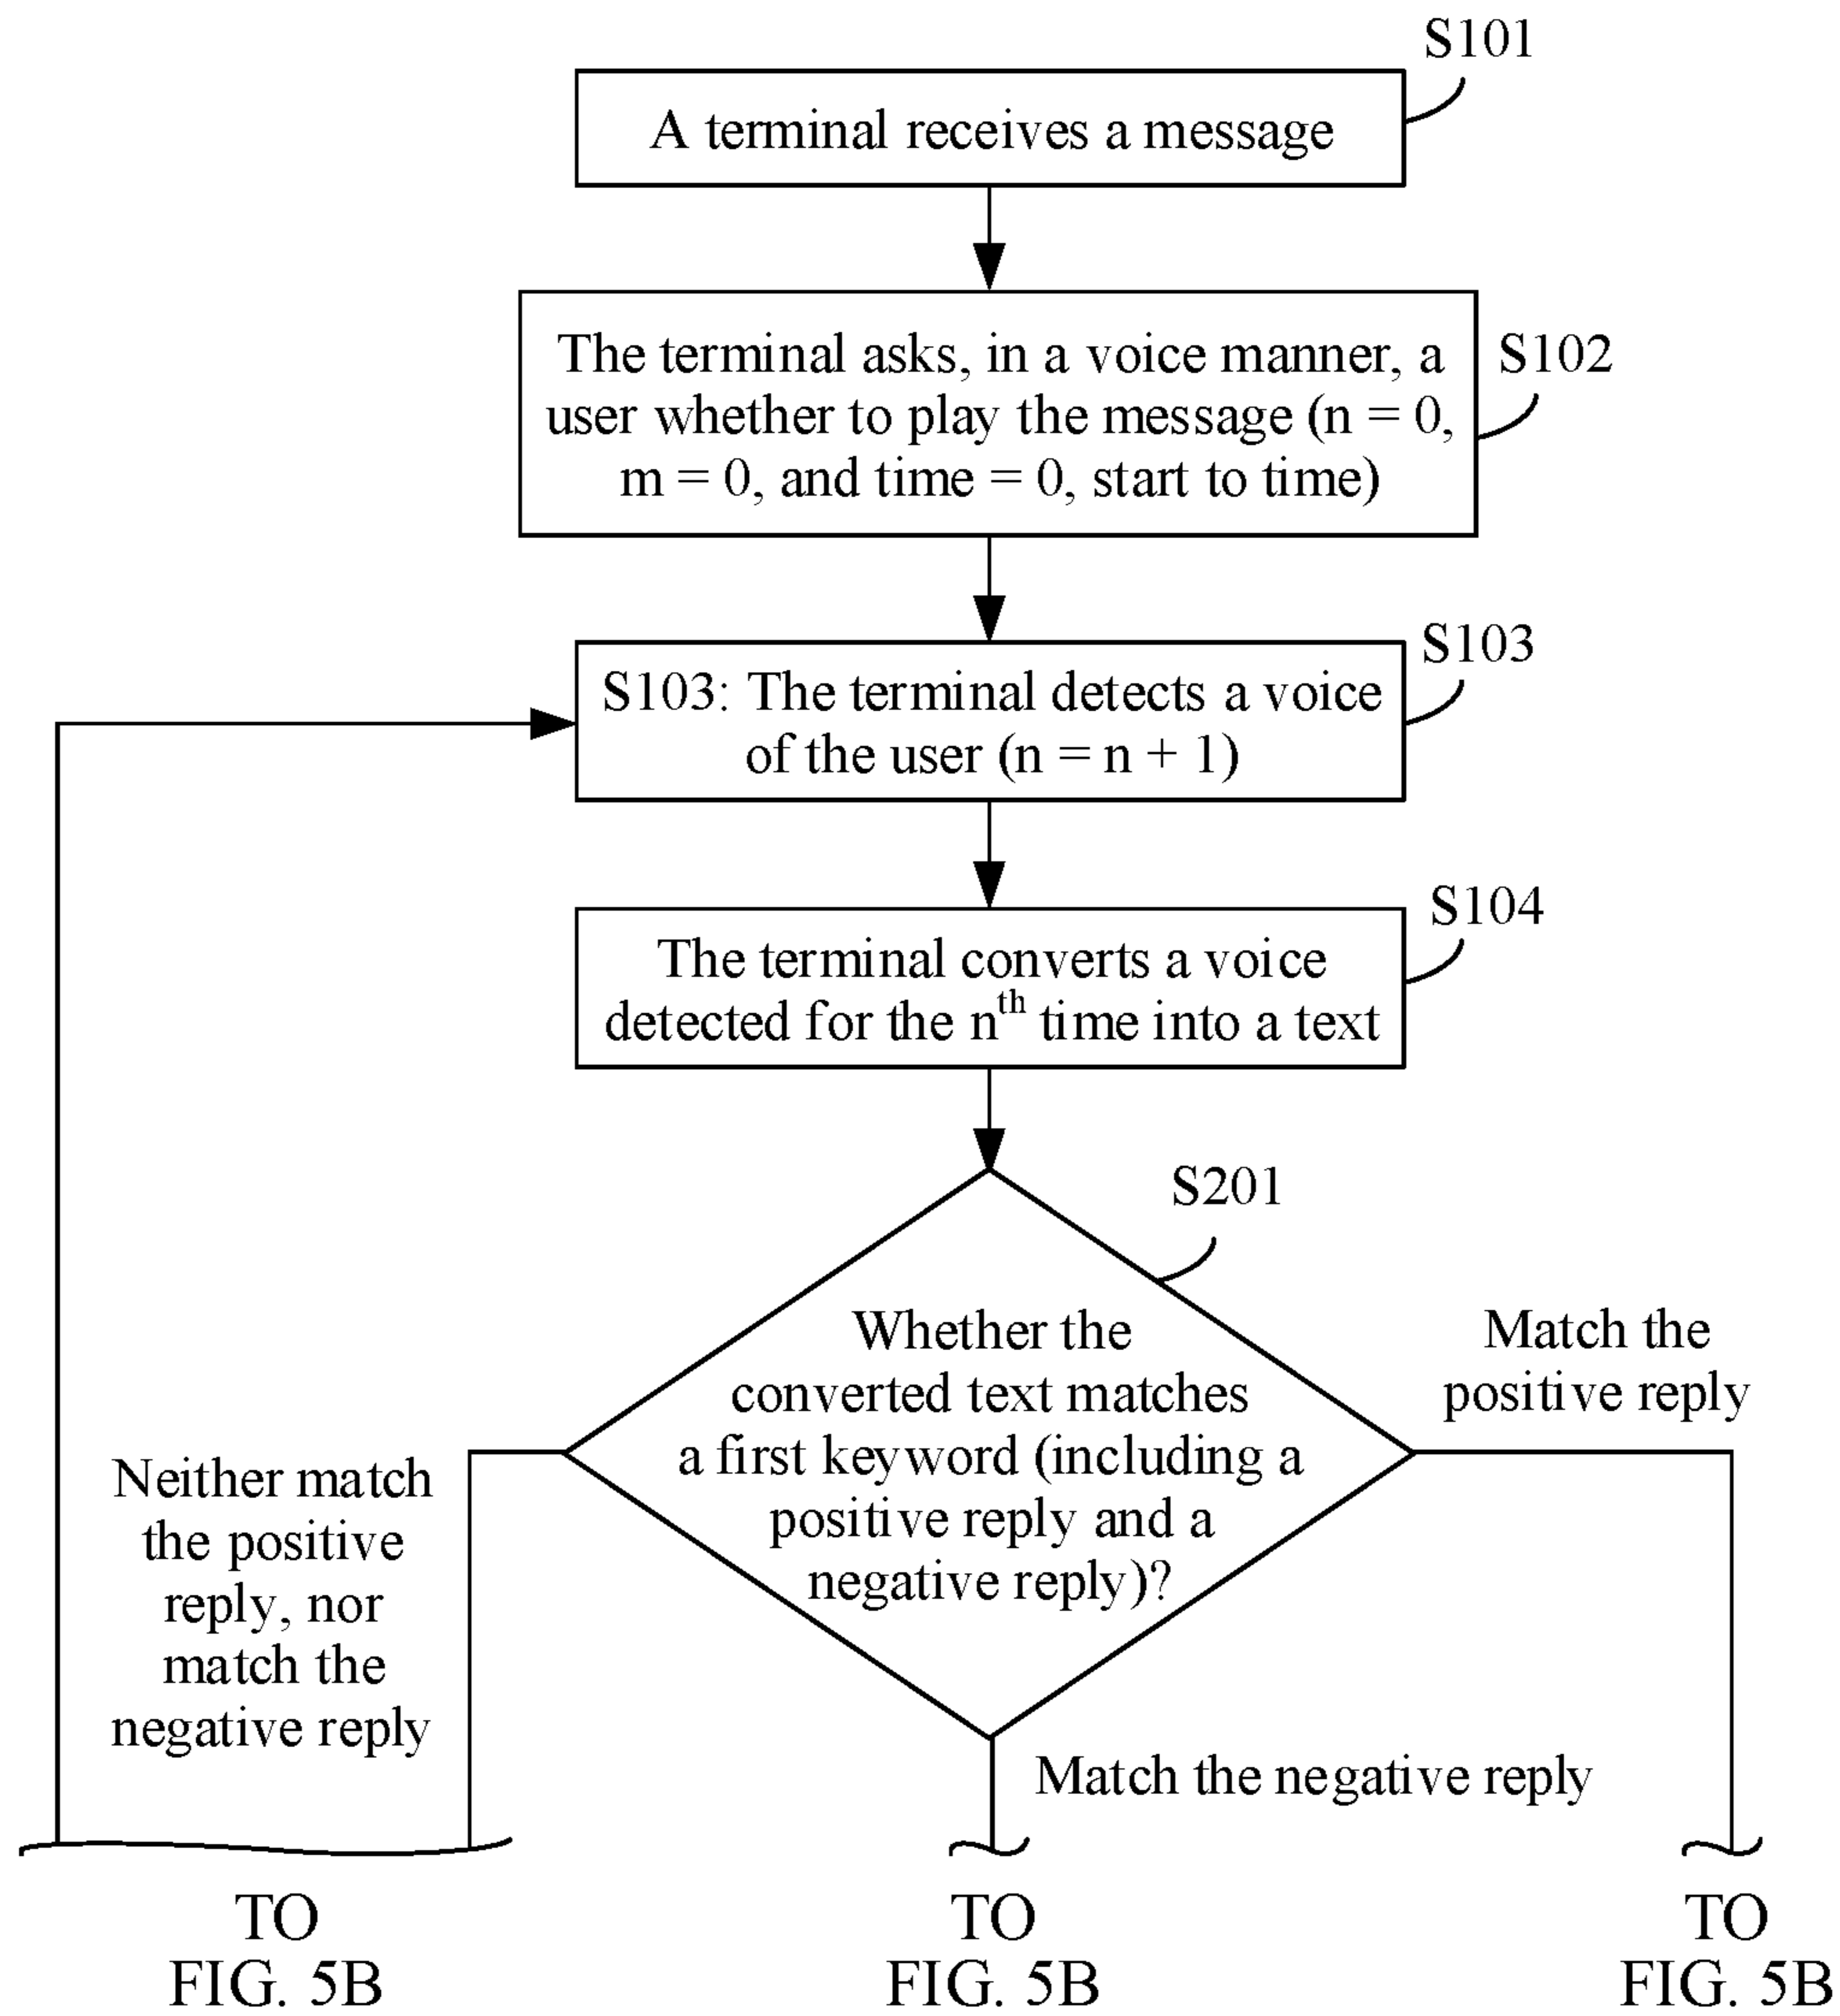 S101
A terminal receives a message
The terminal asks, in a voice manner, a
user whether to play the message (n = 0,
m = 0, and time = 0, start to time)
S102
S103
S103: The terminal detects a voice
of the user (n = n + 1)
S104
The terminal converts a voice
detected for the nth time into a text
S201
Whether the
converted text matches
a first keyword (including a
positive reply and a
negative reply)?
Match the
positive reply
Neither match
the positive
reply, nor
match the
negative reply
Match the negative reply
TO
FIG. 5B
TO
FIG. 5B
TO
FIG. 5B